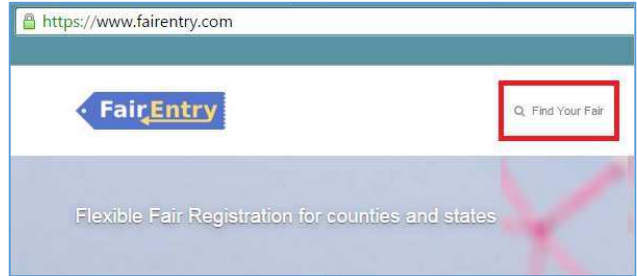 https://www.fairentry.com
FairEntry
Find Your Fair
Flexible Fair Registration for counties and states